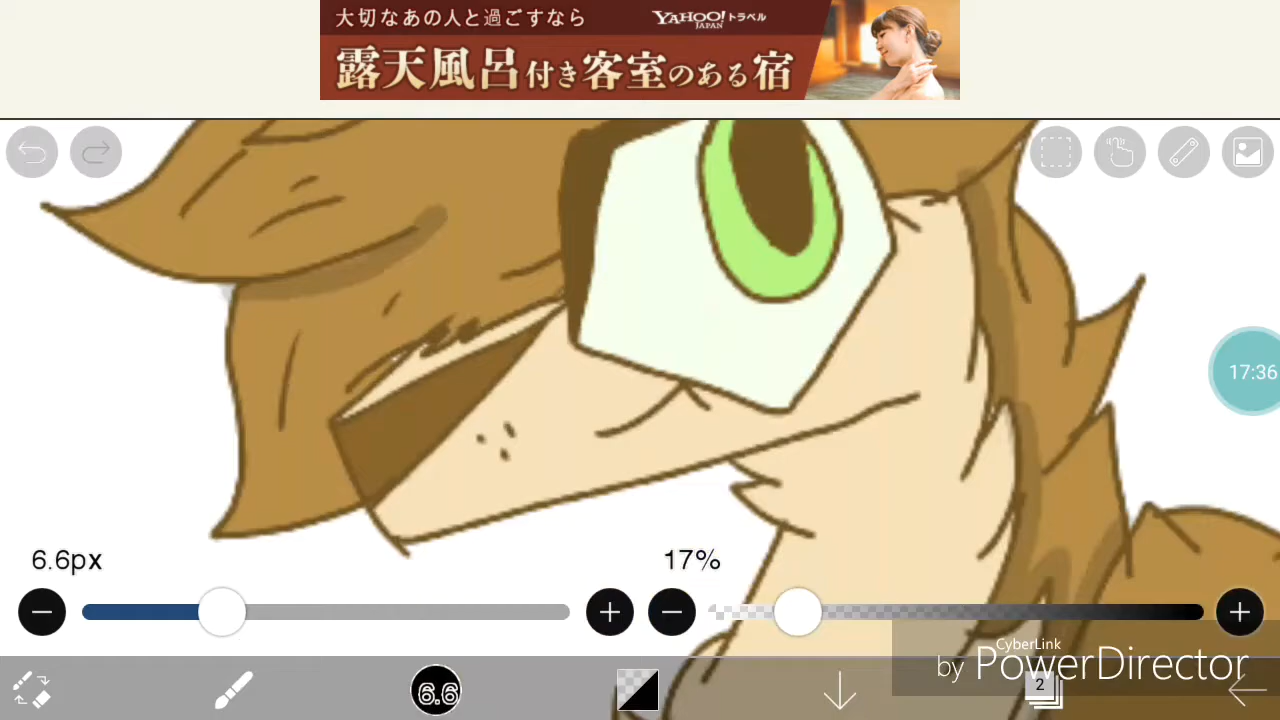 大切なあの人と過ごすなら
YAHOO!トラベル
JAPAN
露天風呂付き客室のある宿
17:36
6.6px
17%
CyberLink
by PowerDirector
6.6
2